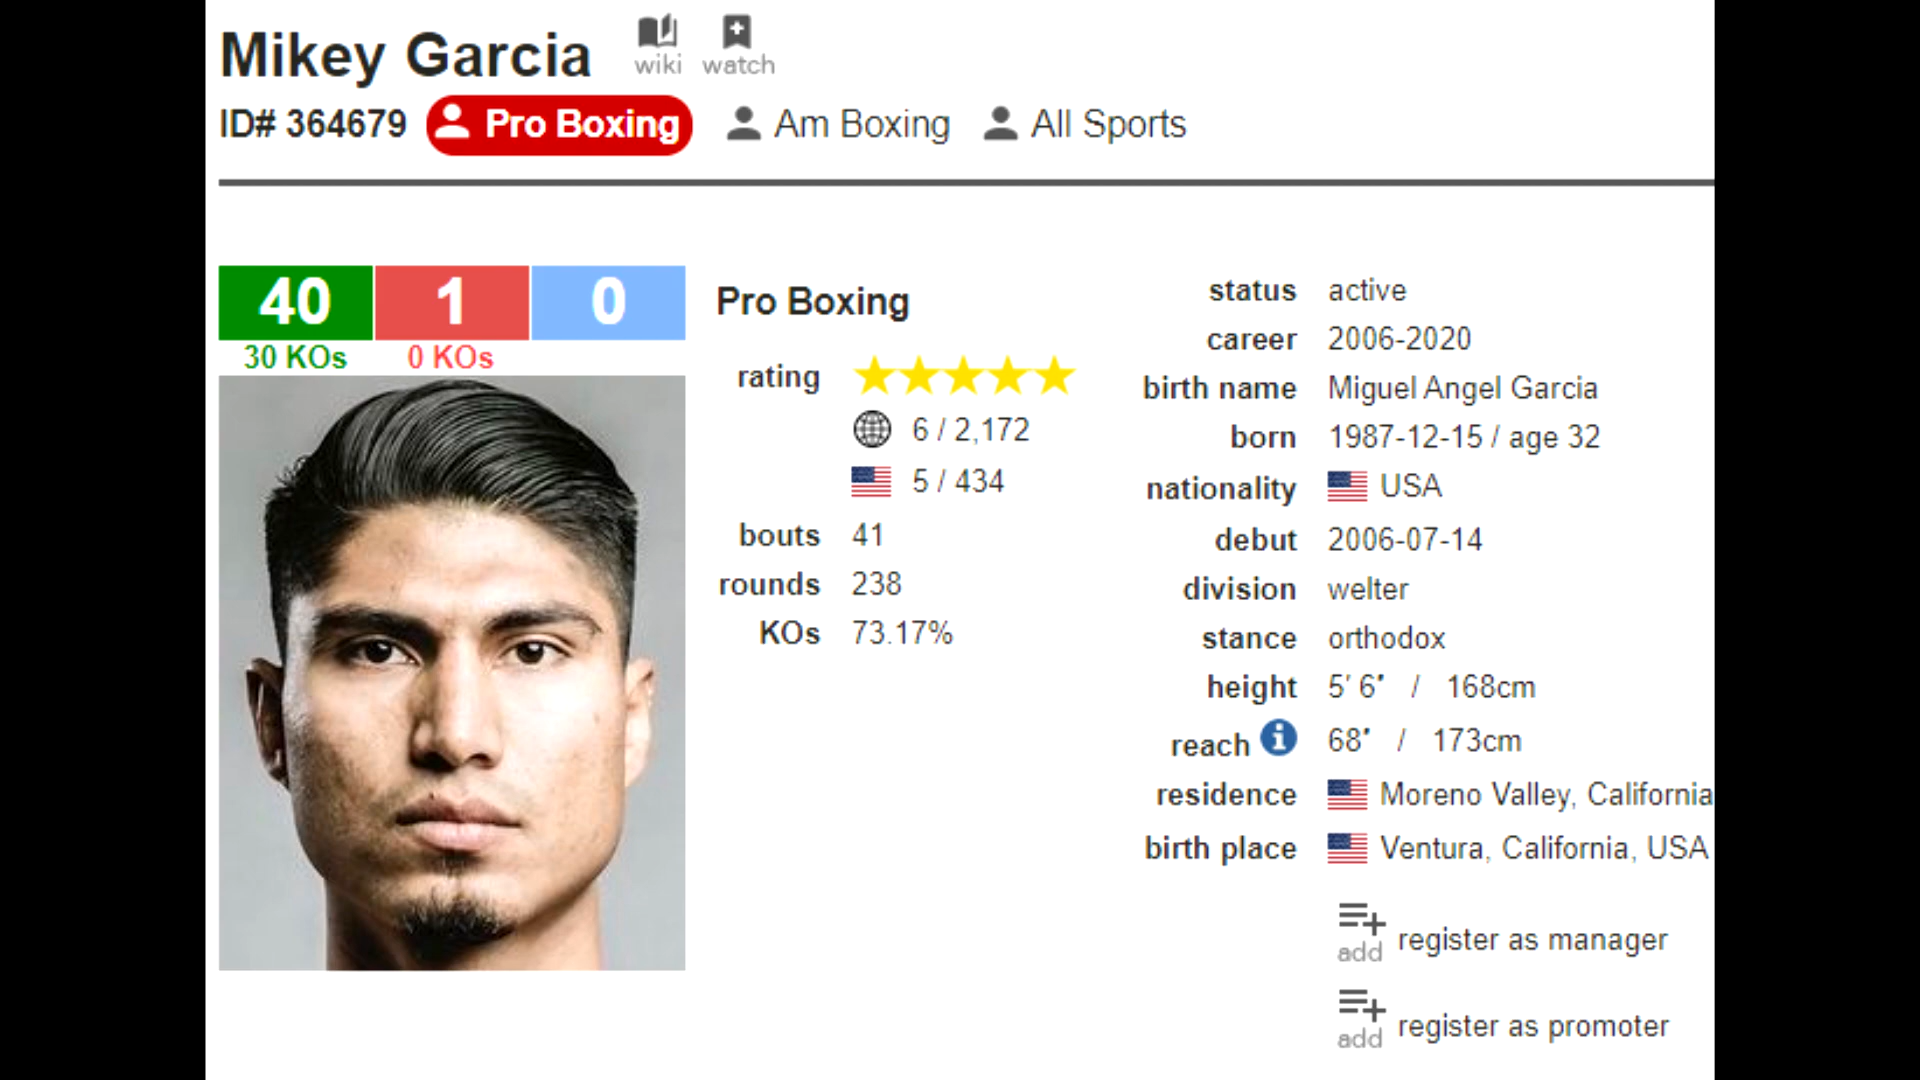 Mikey Garcia
wiki
watch
ID# 364679
Pro Boxing
Am Boxing
All Sports
40
1
0
30 KOs
0 KOs
Pro Boxing
rating
6 / 2,172
5 / 434
bouts 41
rounds 238
KOs 73.17%
status active
career 2006-2020
birth name Miguel Angel Garcia
born 1987-12-15 / age 32
nationality USA
debut 2006-07-14
division welter
stance orthodox
height 5′ 6″ / 168cm
reach 68″ / 173cm
residence Moreno Valley, California
birth place Ventura, California, USA
add register as manager
add register as promoter